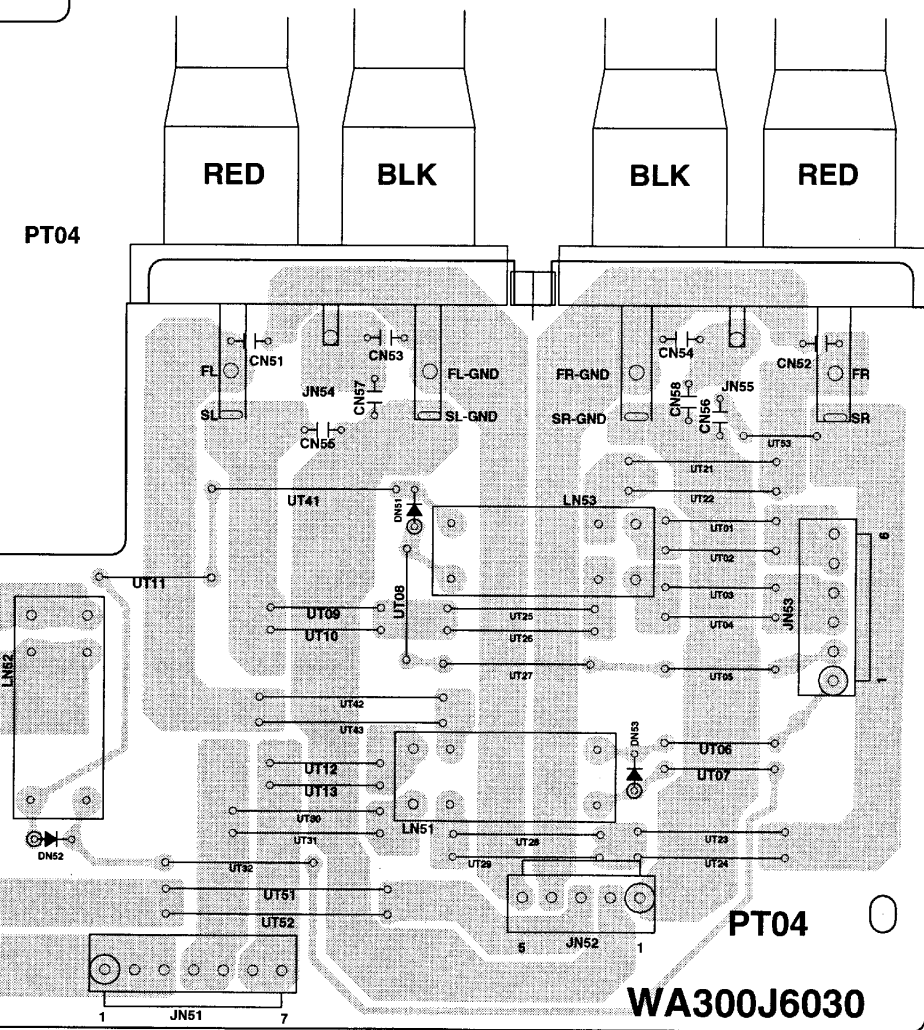 RED BLK BLK RED
PT04
CN51 CN53 CN54 CN52
FL JN54 CN57 FL-GND FR-GND CN58 JN55 FR
SL CN55 SL-GND SR-GND CN56 SR
UT53
UT21
UT41 DN51 LN53 UT22
UT01 6
UT02
UT11 UT08 UT03 JN53
UT09 UT25 UT04
UT10 UT26
LN52 UT27 UT05 1
UT42
UT43 DN53
UT06
UT12 UT07
UT13
UT30 LN51
UT31 UT28 UT23
DN52 UT32 UT29 UT24
UT51
UT52 PT04
5 JN52 1
1 JN51 7
WA300J6030